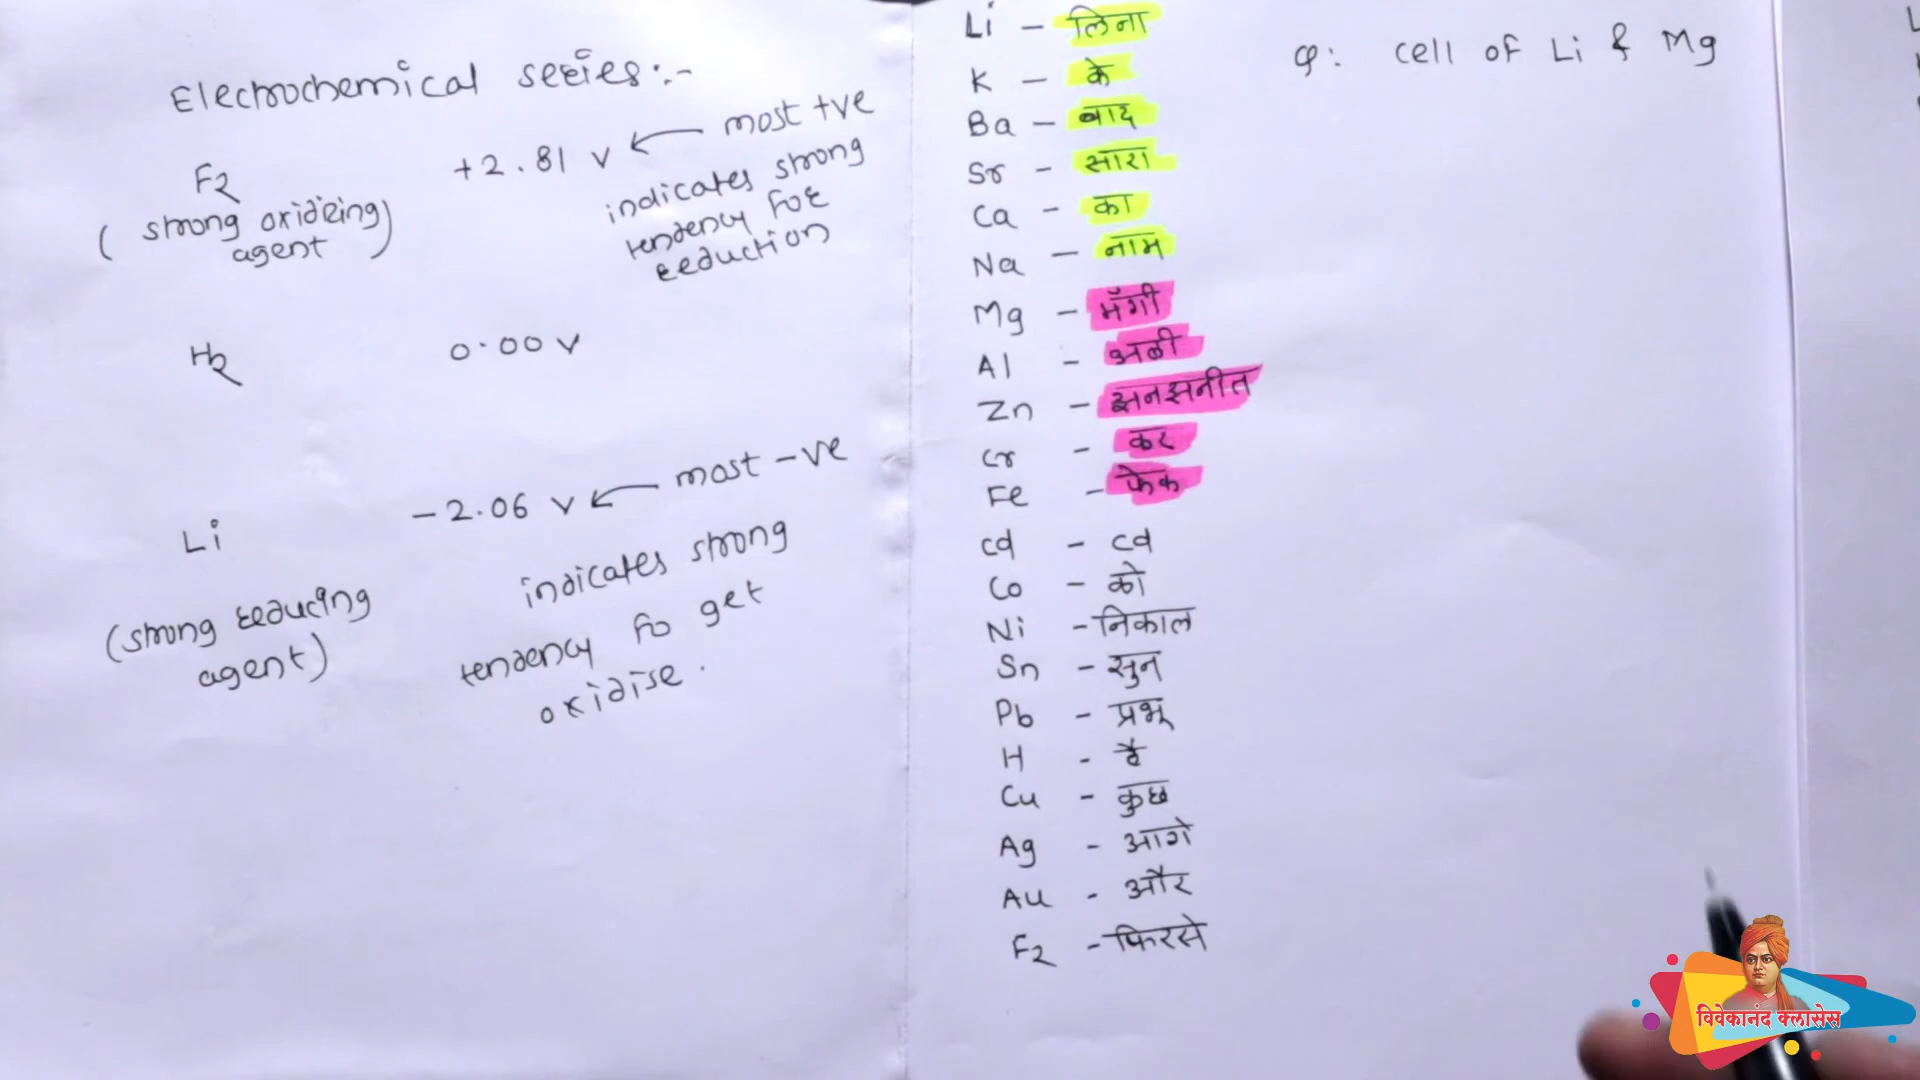 Electrochemical series:-
F2 +2.81 V ← most +ve
(strong oxidizing agent)
indicates strong
tendency for
reduction
H2 0.00 V
Li -2.06 V ← most -ve
(strong reducing
agent)
indicates strong
tendency to get
oxidise.
Li - लिना
K - के
Ba - बाद
Sr - सारा
Ca - का
Na - नाम
Mg - मॅगी
Al - अली
Zn - झनझनीत
Cr - कर
Fe - फेक
Cd - Cd
Co - को
Ni - निकाल
Sn - सुन
Pb - प्रभू
H - है
Cu - कुछ
Ag - आगे
Au - और
F2 - फिरसे
Q: cell of Li & Mg
विवेकानंद क्लासेस